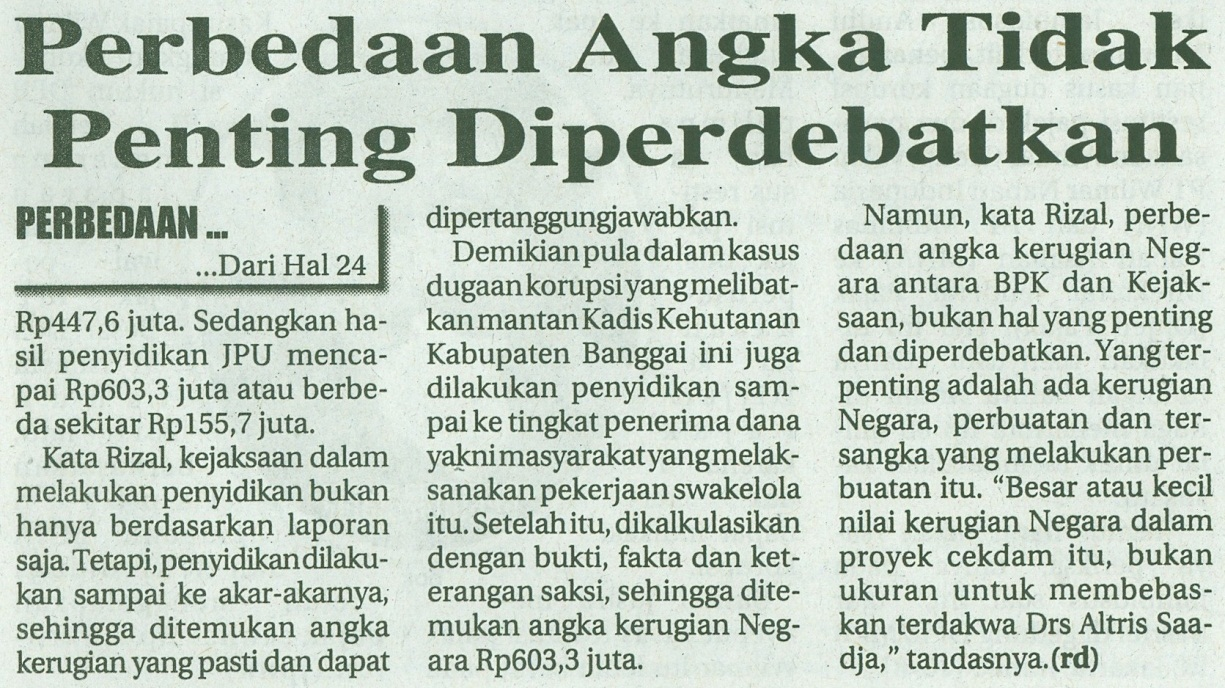 Perbedaan Angka Tidak
Penting Diperdebatkan
PERBEDAAN ...
...Dari Hal 24
Rp447,6 juta. Sedangkan ha-
sil penyidikan JPU menca-
pai Rp603,3 juta atau berbe-
da sekitar Rp155,7 juta.
Kata Rizal, kejaksaan dalam
melakukan penyidikan bukan
hanya berdasarkan laporan
saja. Tetapi, penyidikan dilaku-
kan sampai ke akar-akarnya,
sehingga ditemukan angka
kerugian yang pasti dan dapat
dipertanggungjawabkan.
Demikian pula dalam kasus
dugaan korupsi yang melibat-
kan mantan Kadis Kehutanan
Kabupaten Banggai ini juga
dilakukan penyidikan sam-
pai ke tingkat penerima dana
yakni masyarakat yang melak-
sanakan pekerjaan swakelola
itu. Setelah itu, dikalkulasikan
dengan bukti, fakta dan ket-
erangan saksi, sehingga dite-
mukan angka kerugian Neg-
ara Rp603,3 juta.
Namun, kata Rizal, perbe-
daan angka kerugian Neg-
ara antara BPK dan Kejak-
saan, bukan hal yang penting
dan diperdebatkan. Yang ter-
penting adalah ada kerugian
Negara, perbuatan dan ter-
sangka yang melakukan per-
buatan itu. “Besar atau kecil
nilai kerugian Negara dalam
proyek cekdam itu, bukan
ukuran untuk membebas-
kan terdakwa Drs Altris Saa-
dja,” tandasnya.(rd)